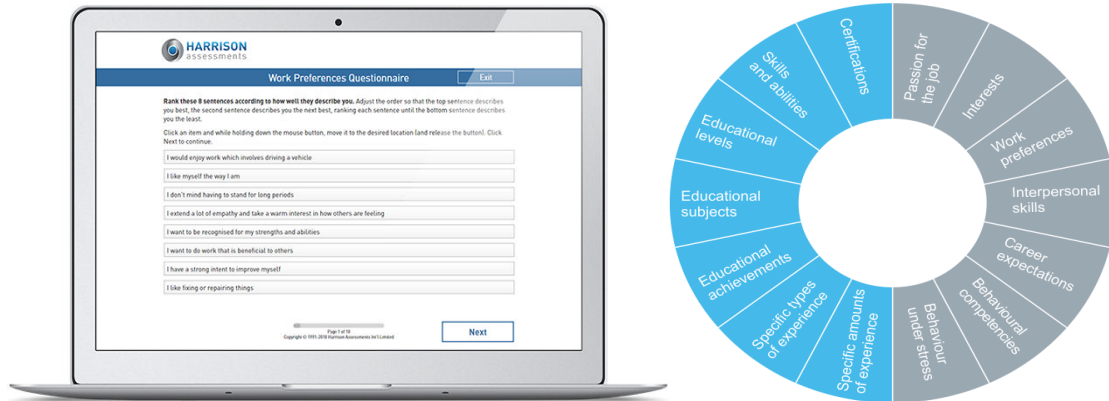 HARRISON
assessments
Work Preferences Questionnaire
Exit
Rank these 8 sentences according to how well they describe you. Adjust the order so that the top sentence describes
you best, the second sentence describes you the next best, ranking each sentence until the bottom sentence describes
you the least.
Click an item and while holding down the mouse button, move it to the desired location (and release the button). Click
Next to continue.
I would enjoy work which involves driving a vehicle
I like myself the way I am
I don't mind having to stand for long periods
I extend a lot of empathy and take a warm interest in how others are feeling
I want to be recognised for my strengths and abilities
I want to do work that is beneficial to others
I have a strong intent to improve myself
I like fixing or repairing things
Page 1 of 18
Copyright © 1991-2018 Harrison Assessments Int'l Limited
Next
Passion for
the job
Interests
Work
preferences
Interpersonal
skills
Career
expectations
Behavioural
competencies
Behaviour
under stress
Specific amounts
of experience
Specific types
of experience
Educational
achievements
Educational
subjects
Educational
levels
Skills
and abilities
Certifications